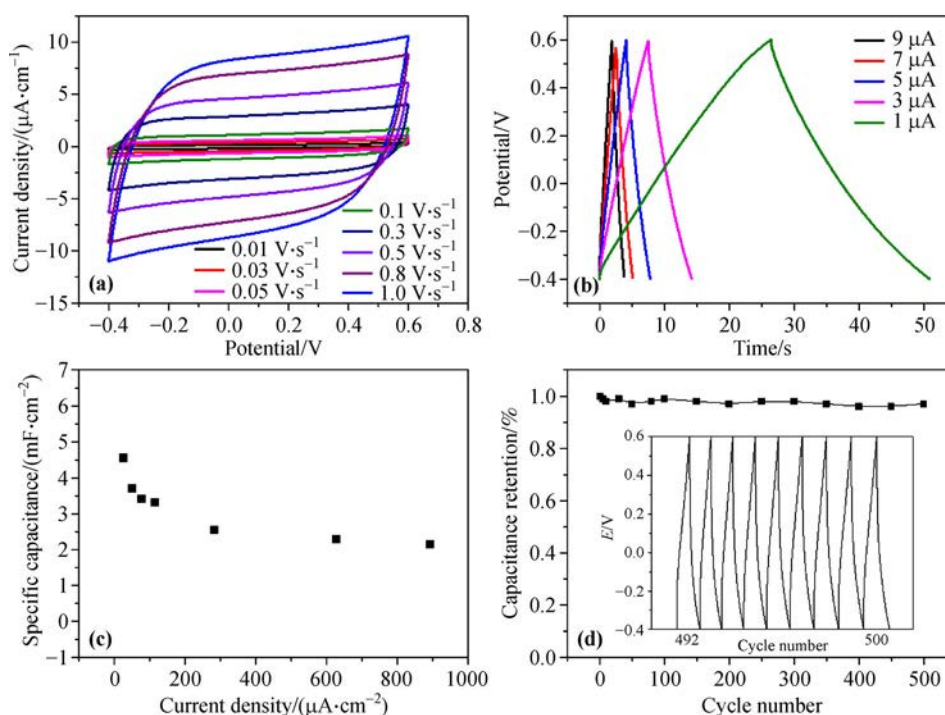 10
5
0
−5
−10
−15
Current density/(μA·cm⁻¹)
(a)
0.01 V·s⁻¹
0.03 V·s⁻¹
0.05 V·s⁻¹
0.1 V·s⁻¹
0.3 V·s⁻¹
0.5 V·s⁻¹
0.8 V·s⁻¹
1.0 V·s⁻¹
−0.4 −0.2 0.0 0.2 0.4 0.6 0.8
Potential/V
0.6
0.4
0.2
0.0
−0.2
−0.4
Potential/V
9 μA
7 μA
5 μA
3 μA
1 μA
(b)
0 10 20 30 40 50
Time/s
7
6
5
4
3
2
1
0
−1
Specific capacitance/(mF·cm⁻²)
(c)
0 200 400 600 800 1000
Current density/(μA·cm⁻²)
1.0
0.8
0.6
0.4
0.2
0.0
Capacitance retention/%
0.6
0.4
0.2
0.0
−0.2
−0.4
E/V
492 500
Cycle number
(d)
0 100 200 300 400 500
Cycle number